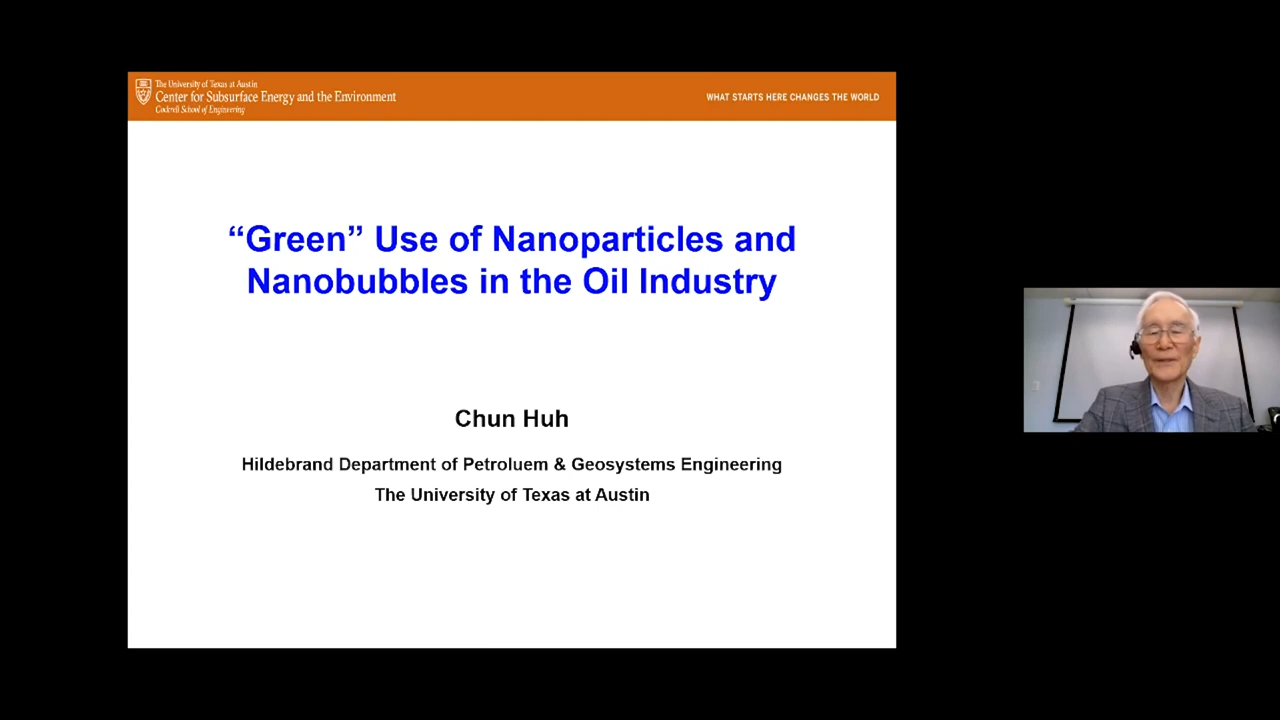 The University of Texas at Austin
Center for Subsurface Energy and the Environment
Cockrell School of Engineering
WHAT STARTS HERE CHANGES THE WORLD
“Green” Use of Nanoparticles and
Nanobubbles in the Oil Industry
Chun Huh
Hildebrand Department of Petroluem & Geosystems Engineering
The University of Texas at Austin